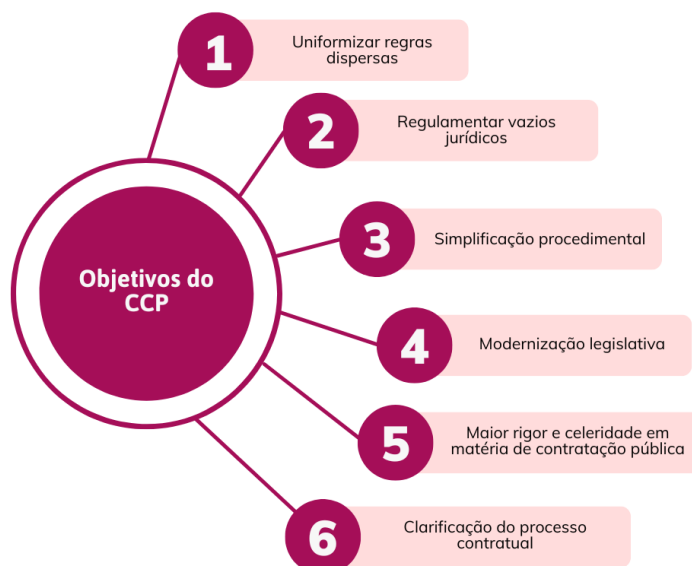 1
Uniformizar regras
dispersas
2
Regulamentar vazios
jurídicos
3
Simplificação procedimental
Objetivos do
CCP
4
Modernização legislativa
5
Maior rigor e celeridade em
matéria de contratação pública
6
Clarificação do processo
contratual